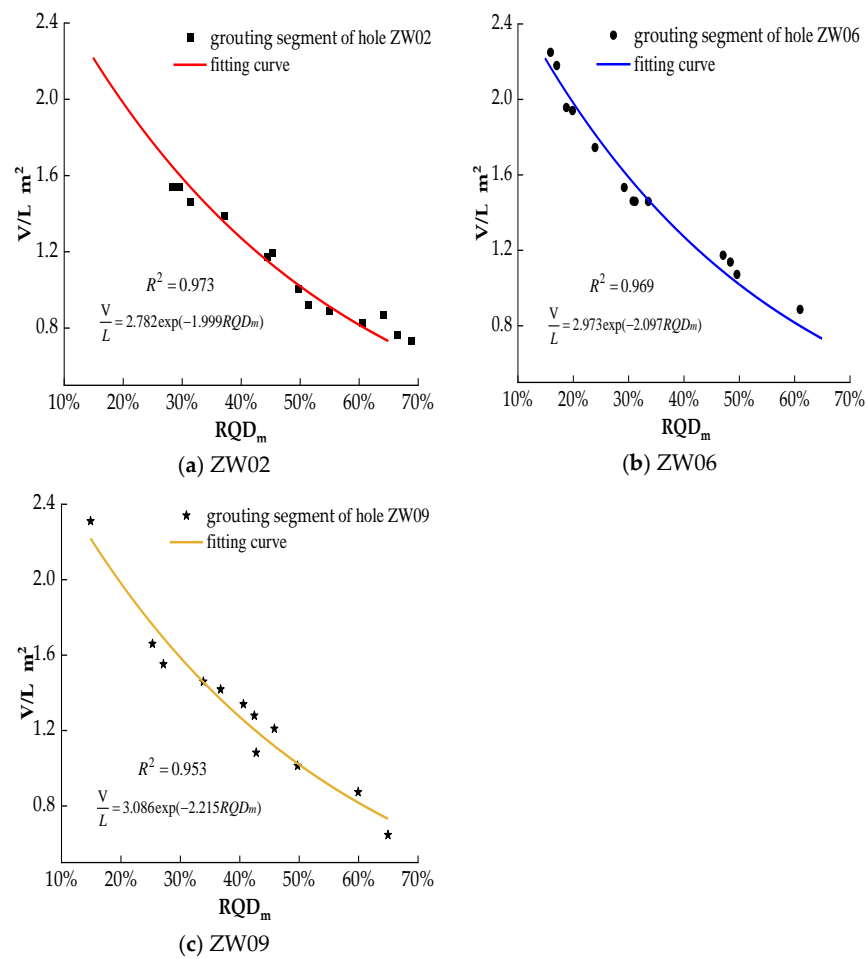 2.4
2.0
1.6
1.2
0.8
V/L m²
grouting segment of hole ZW02
fitting curve
R² = 0.973
V/L = 2.782exp(−1.999RQDm)
10% 20% 30% 40% 50% 60% 70%
RQDm
(a) ZW02
2.4
2.0
1.6
1.2
0.8
V/L m²
grouting segment of hole ZW06
fitting curve
R² = 0.969
V/L = 2.973exp(−2.097RQDm)
10% 20% 30% 40% 50% 60% 70%
RQDm
(b) ZW06
2.4
2.0
1.6
1.2
0.8
V/L m²
grouting segment of hole ZW09
fitting curve
R² = 0.953
V/L = 3.086exp(−2.215RQDm)
10% 20% 30% 40% 50% 60% 70%
RQDm
(c) ZW09